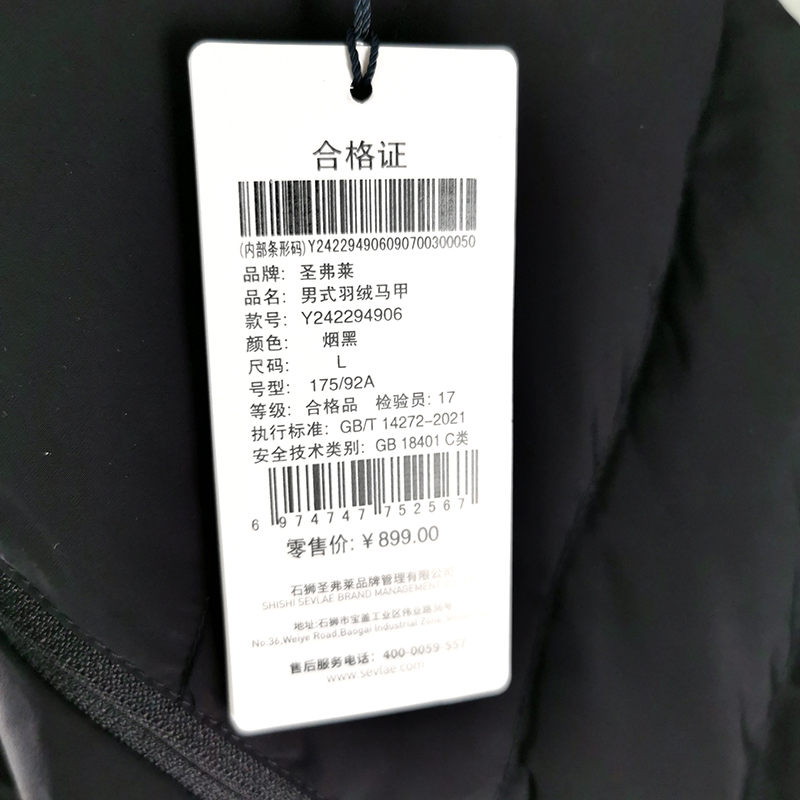 合格证
(内部条形码)Y24229490609070030050
品牌: 圣弗莱
品名: 男式羽绒马甲
款号: Y242294906
颜色: 烟黑
尺码: L
号型: 175/92A
等级: 合格品 检验员: 17
执行标准: GB/T 14272-2021
安全技术类别: GB 18401 C类
6 974747 752567
零售价: ¥899.00
石狮圣弗莱品牌管理有限公司
SHISHI SEVLAE BRAND MANAGEMENT
地址:石狮市宝盖工业区伟业路36号
No.36,Weiye Road,Baogai Industrial Zone,
售后服务电话: 400-0059-557
www.sevlae.com